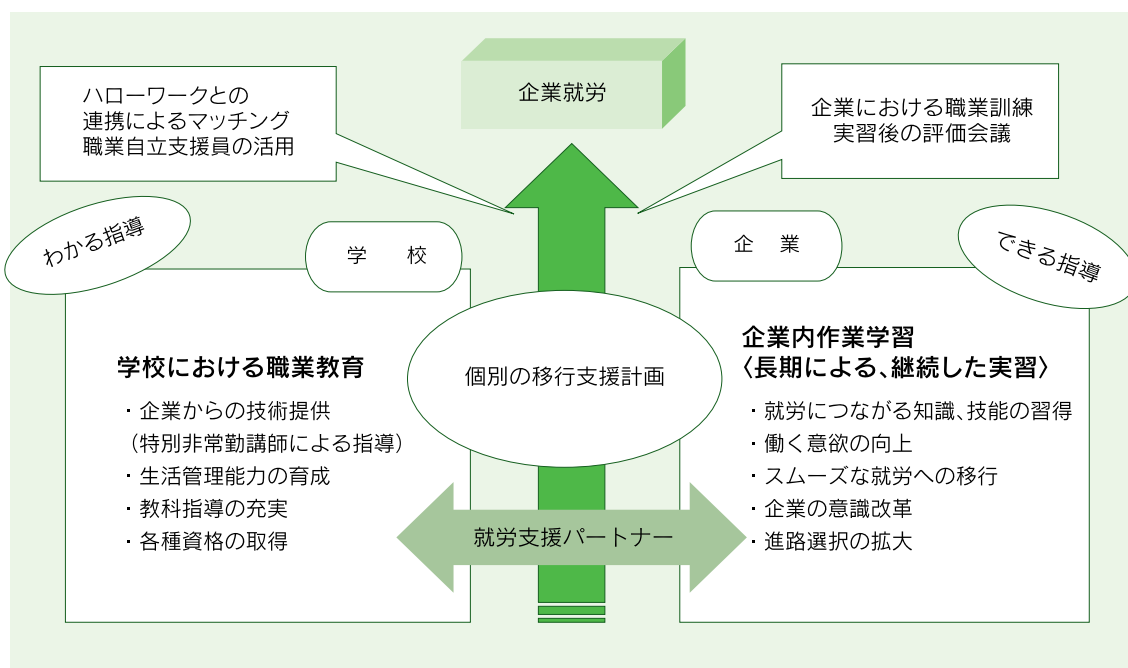 企業就労
ハローワークとの
連携によるマッチング
職業自立支援員の活用
企業における職業訓練
実習後の評価会議
わかる指導
学　校
企　業
できる指導
学校における職業教育
・企業からの技術提供
（特別非常勤講師による指導）
・生活管理能力の育成
・教科指導の充実
・各種資格の取得
個別の移行支援計画
企業内作業学習
〈長期による、継続した実習〉
・就労につながる知識、技能の習得
・働く意欲の向上
・スムーズな就労への移行
・企業の意識改革
・進路選択の拡大
就労支援パートナー